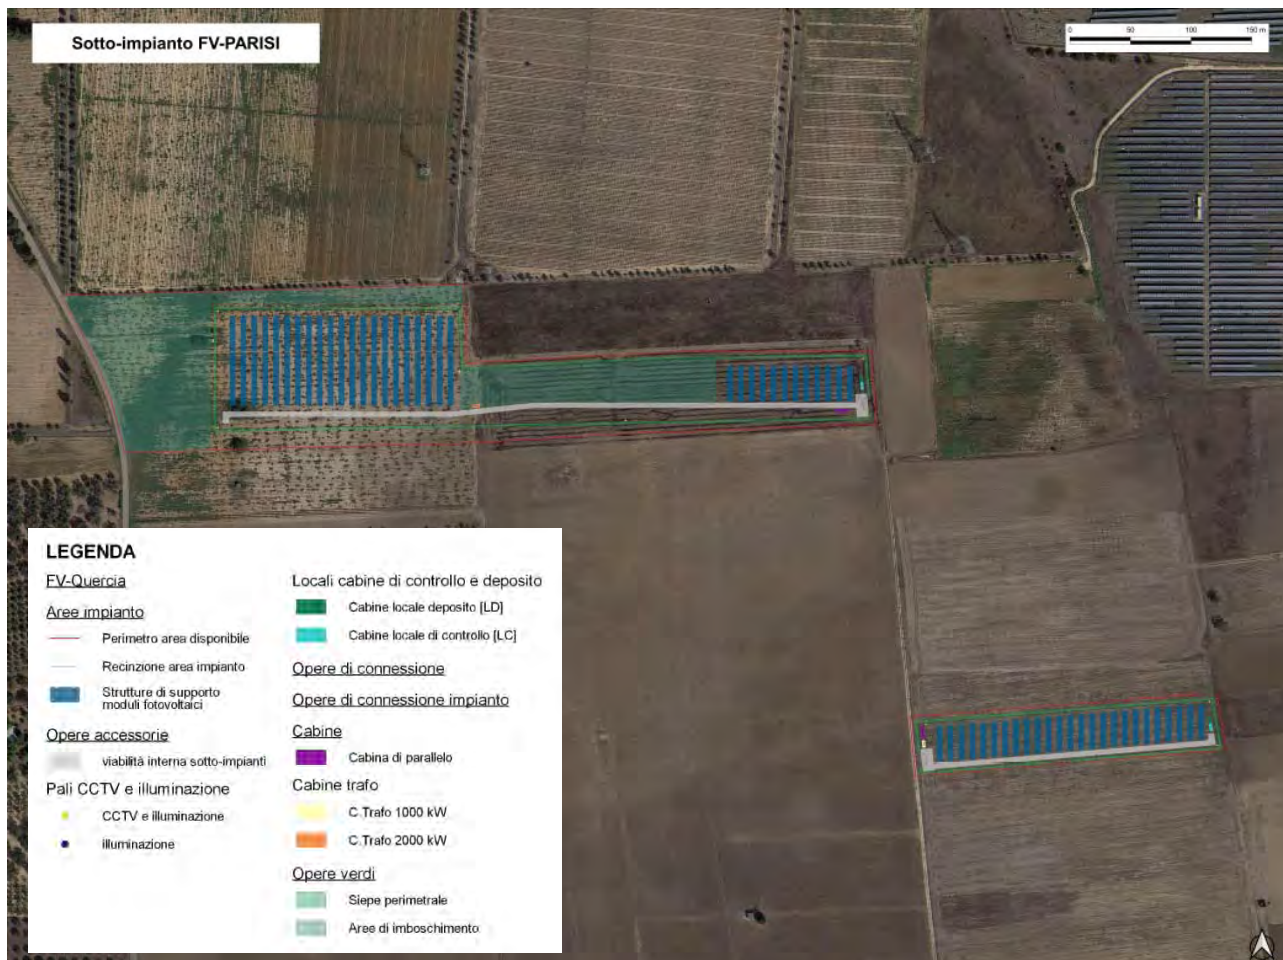 Sotto-impianto FV-PARISI
0 50 100 150 m
LEGENDA
FV-Quercia
Aree impianto
Perimetro area disponibile
Recinzione area impianto
Strutture di supporto
moduli fotovoltaici
Opere accessorie
viabilità interna sotto-impianti
Pali CCTV e illuminazione
CCTV e illuminazione
illuminazione
Locali cabine di controllo e deposito
Cabine locale deposito [LD]
Cabine locale di controllo [LC]
Opere di connessione
Opere di connessione impianto
Cabine
Cabina di parallelo
Cabine trafo
C.Trafo 1000 kW
C.Trafo 2000 kW
Opere verdi
Siepe perimetrale
Aree di imboschimento